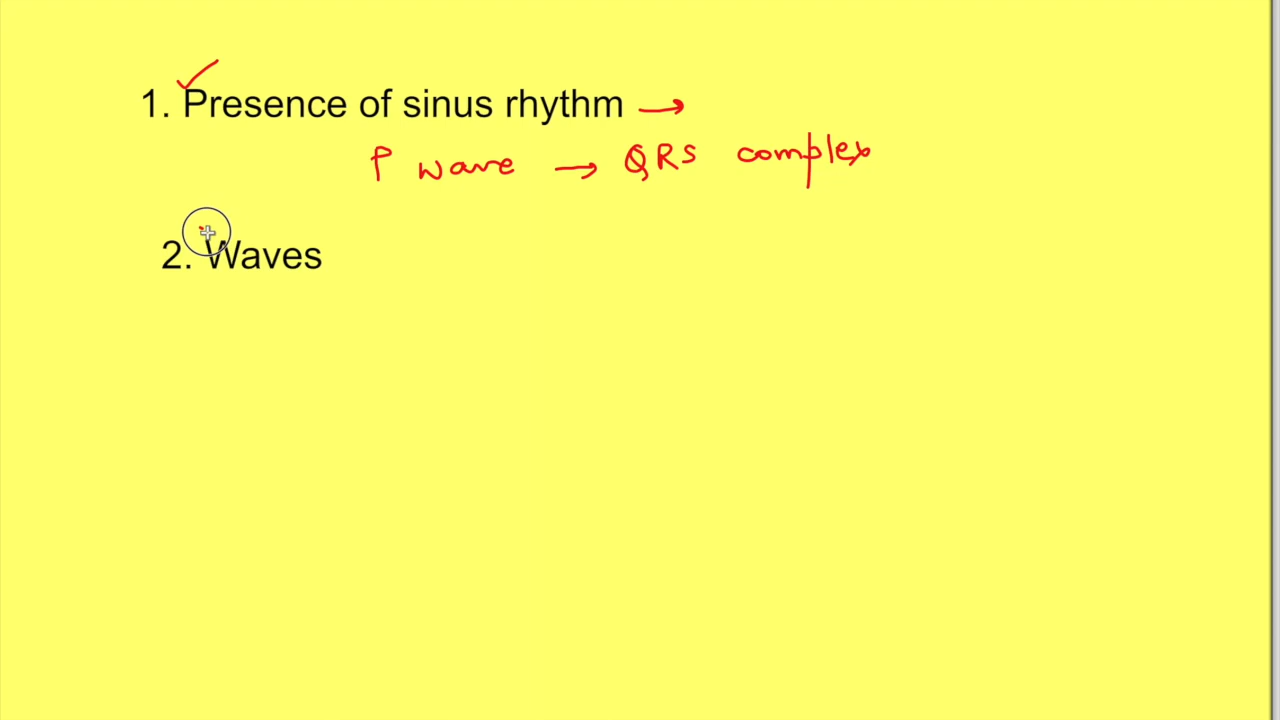 1. Presence of sinus rhythm →
P wave → QRS complex
2. Waves